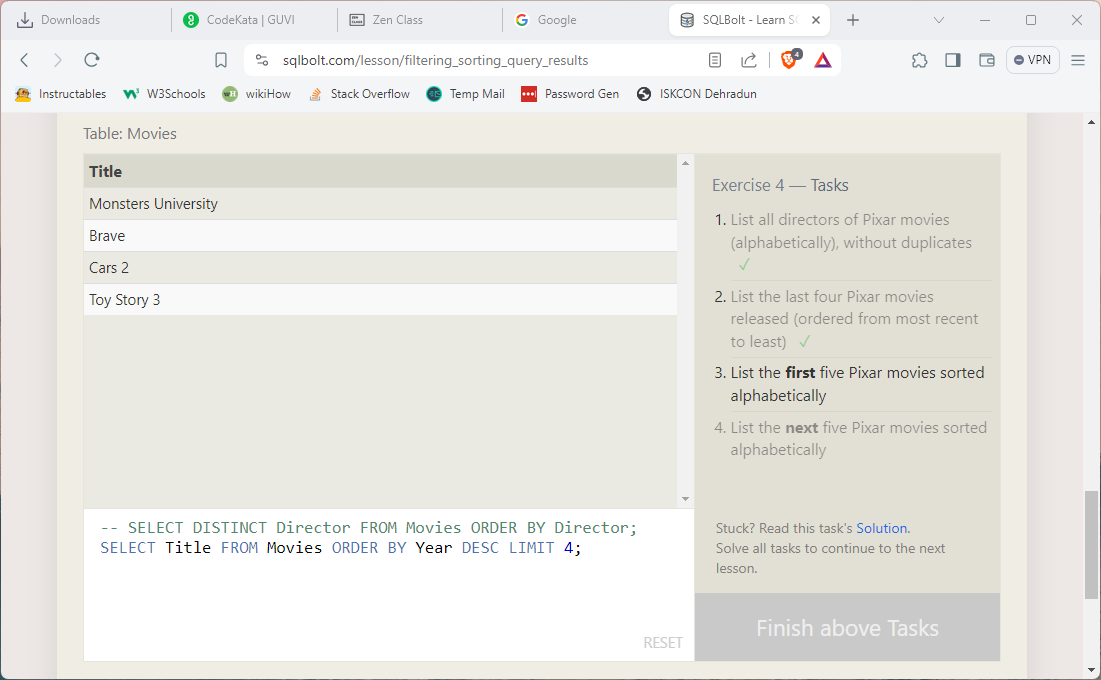 Downloads
CodeKata | GUVI
ZEN CLASS
Zen Class
Google
SQLBolt - Learn SQ
sqlbolt.com/lesson/filtering_sorting_query_results
4
VPN
Instructables
W3Schools
wikiHow
Stack Overflow
Temp Mail
Password Gen
ISKCON Dehradun
Table: Movies
Title
Monsters University
Brave
Cars 2
Toy Story 3
Exercise 4 — Tasks
1. List all directors of Pixar movies
(alphabetically), without duplicates
✓
2. List the last four Pixar movies
released (ordered from most recent
to least) ✓
3. List the first five Pixar movies sorted
alphabetically
4. List the next five Pixar movies sorted
alphabetically
-- SELECT DISTINCT Director FROM Movies ORDER BY Director;
SELECT Title FROM Movies ORDER BY Year DESC LIMIT 4;
RESET
Stuck? Read this task's Solution.
Solve all tasks to continue to the next
lesson.
Finish above Tasks